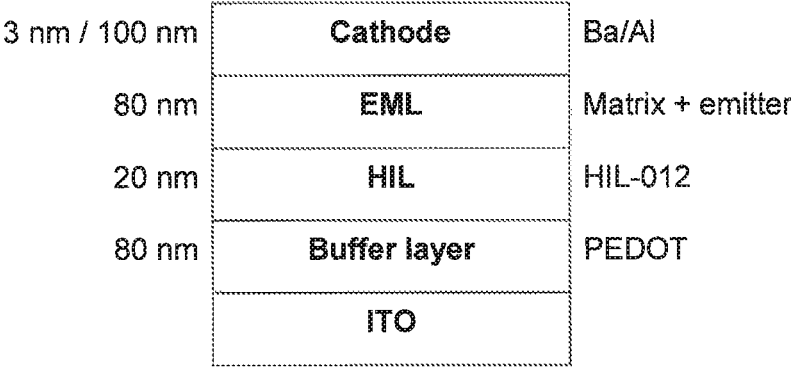 3 nm / 100 nm Cathode Ba/Al
80 nm EML Matrix + emitter
20 nm HIL HIL-012
80 nm Buffer layer PEDOT
ITO